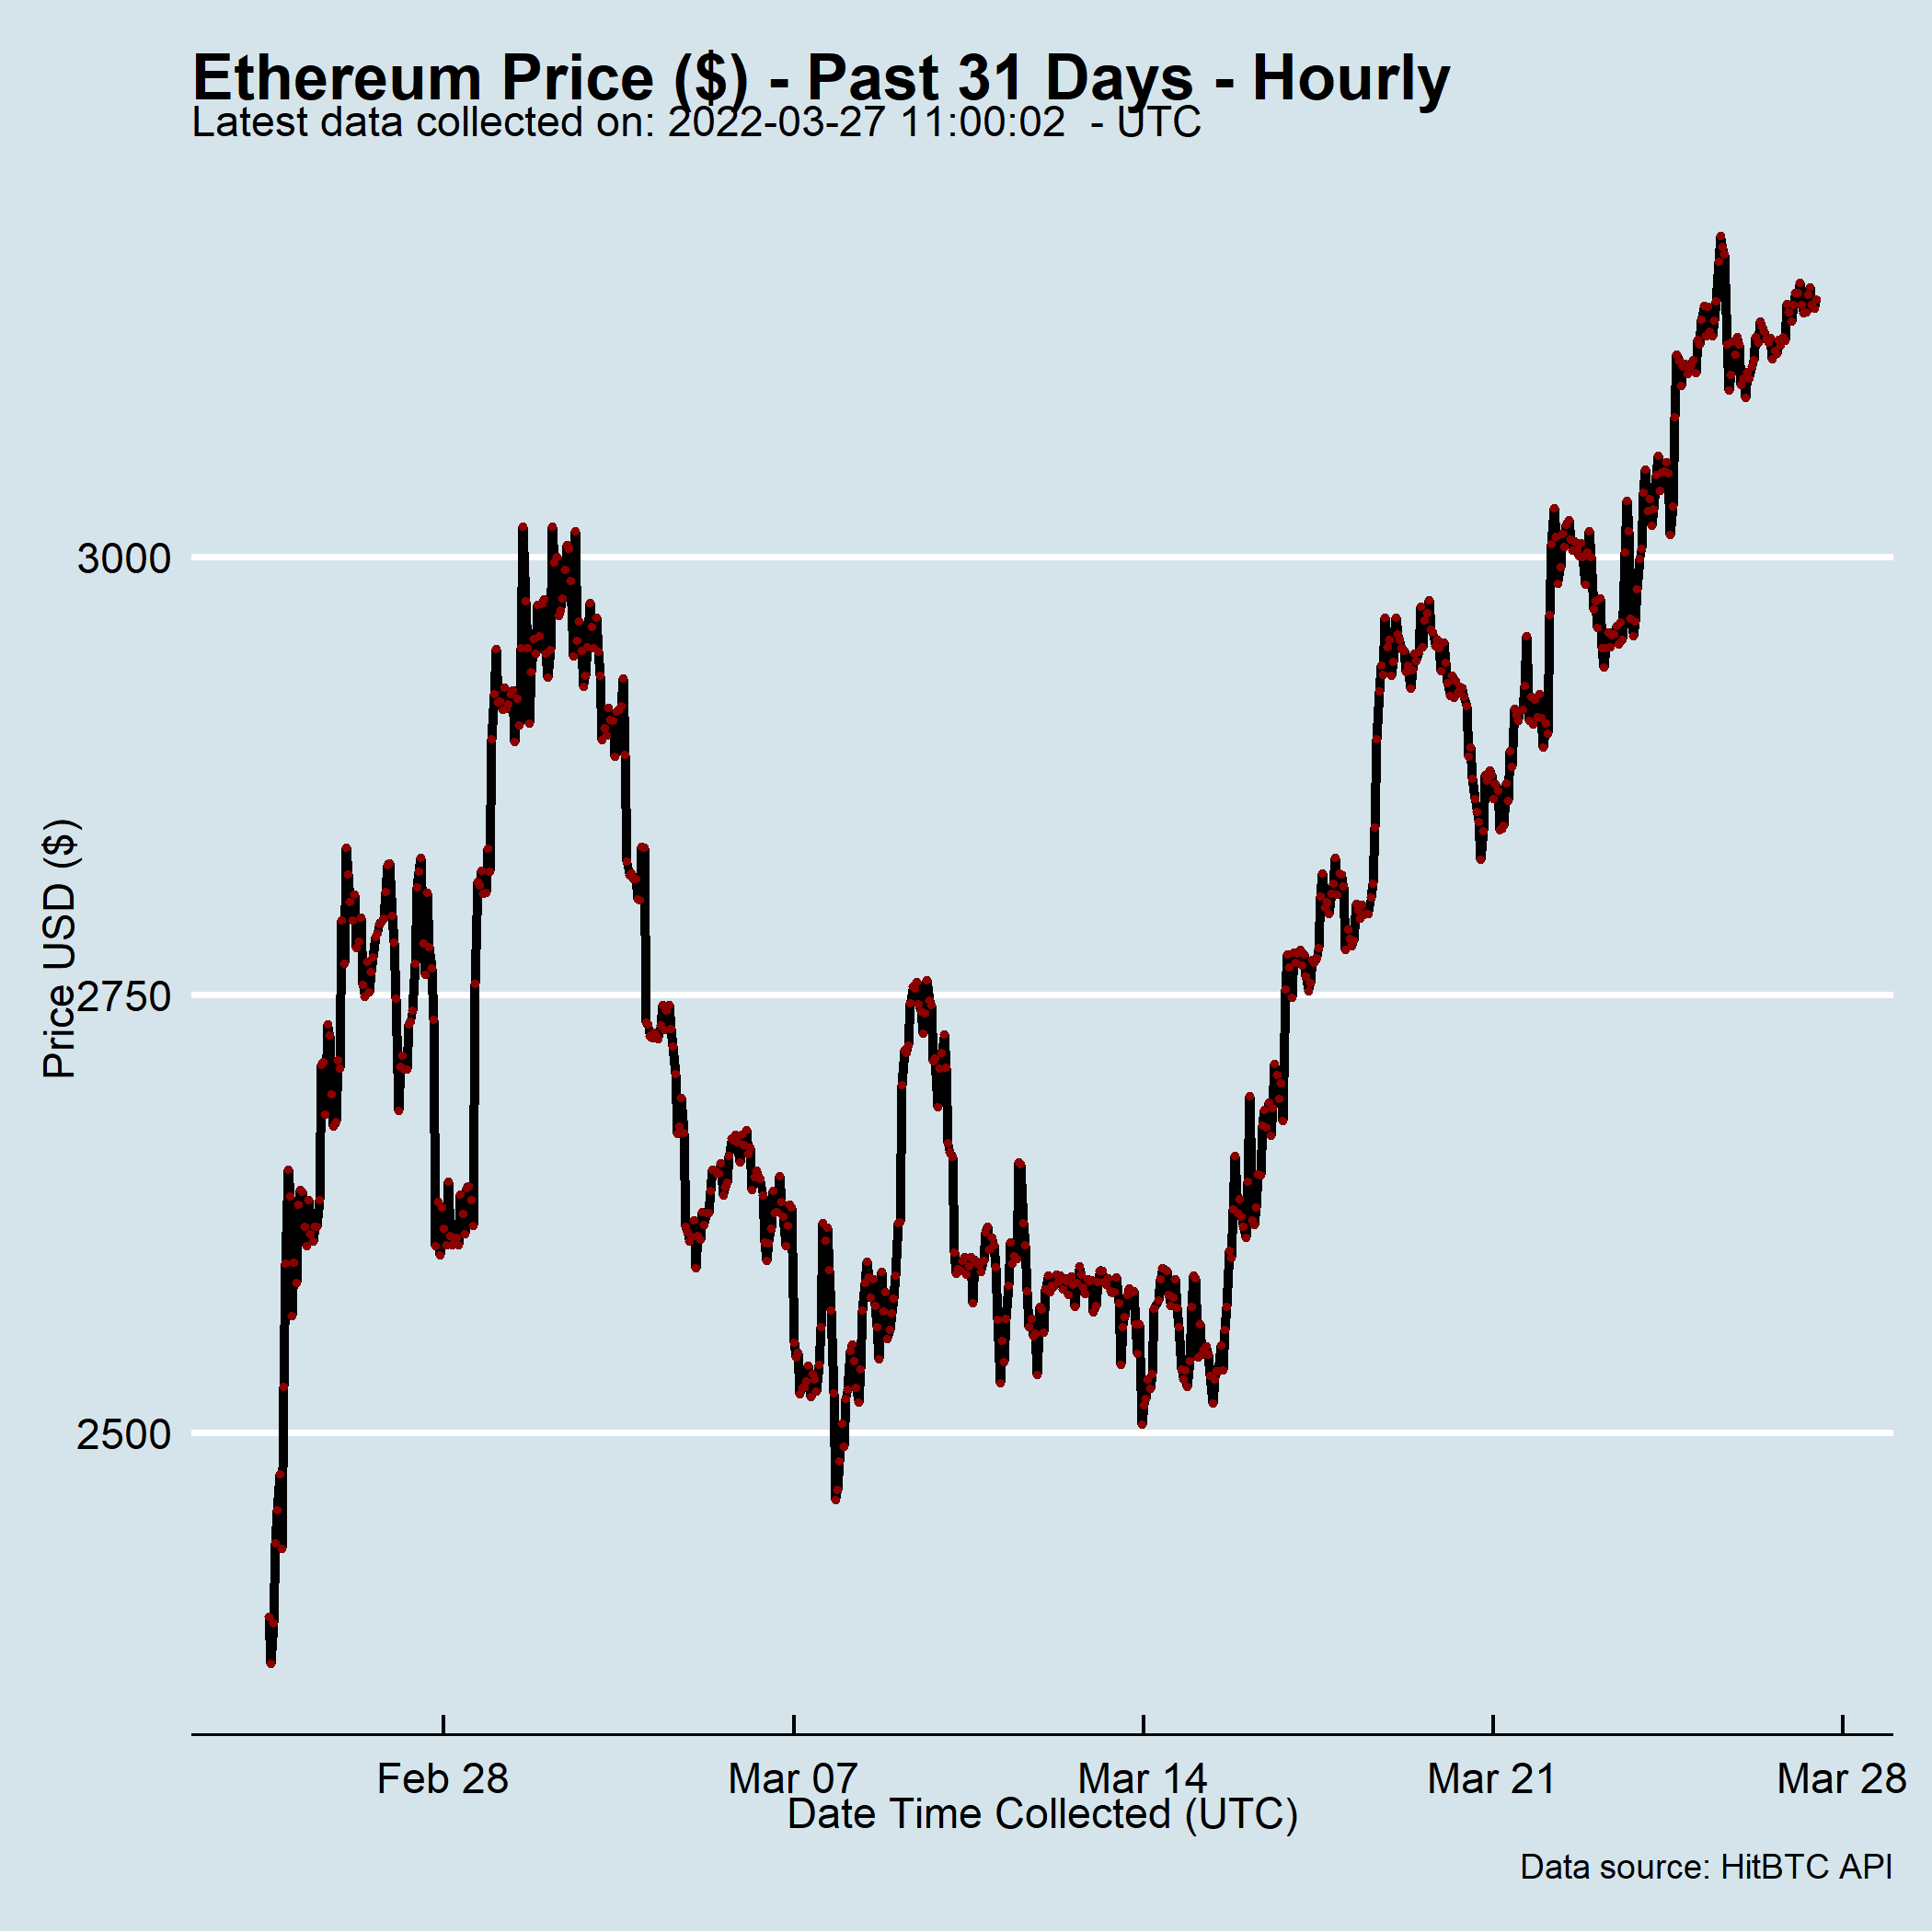 Ethereum Price ($) - Past 31 Days - Hourly
Latest data collected on: 2022-03-27 11:00:02  - UTC
Price USD ($)
3000
2750
2500
Feb 28
Mar 07
Mar 14
Mar 21
Mar 28
Date Time Collected (UTC)
Data source: HitBTC API